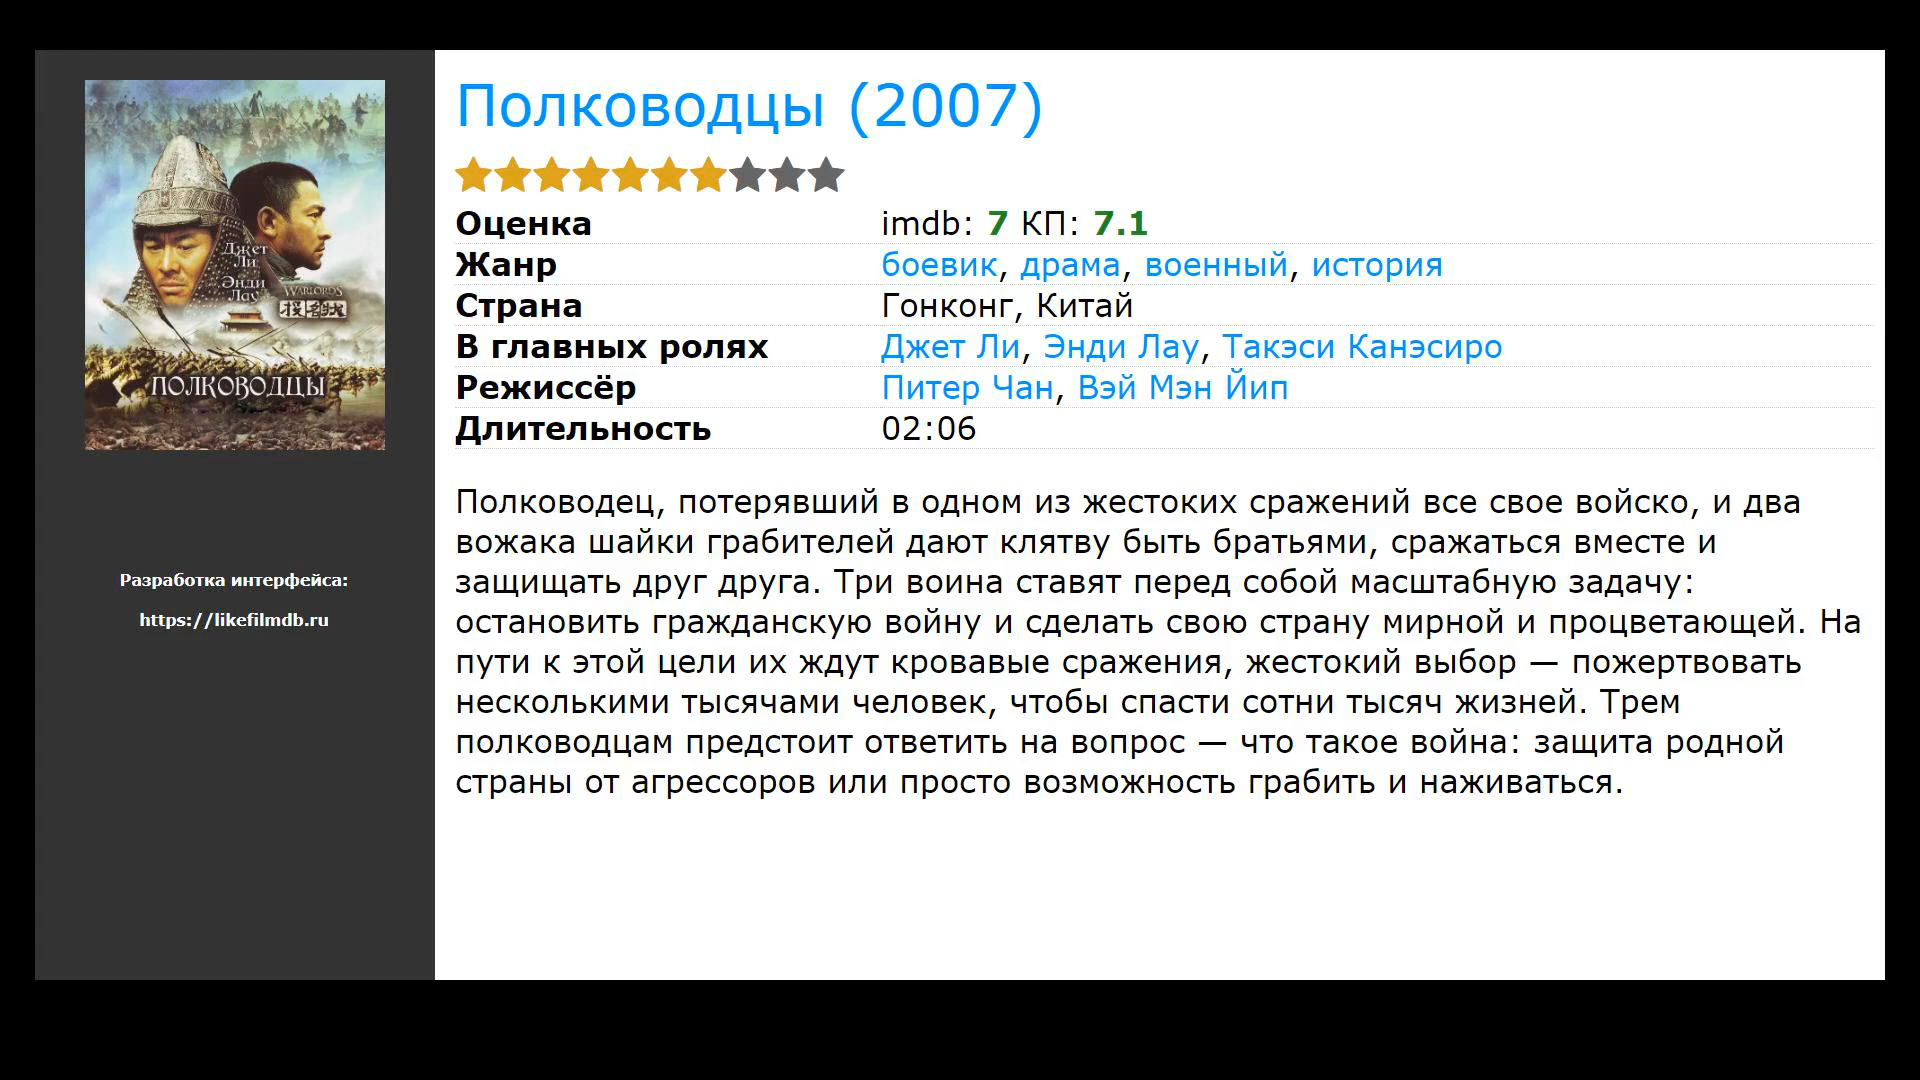 Джет
Ли
Энди
Лау
WARLORDS
投名狀
ПОЛКОВОДЦЫ
Разработка интерфейса:
https://likefilmdb.ru
Полководцы (2007)
Оценка imdb: 7 КП: 7.1
Жанр боевик, драма, военный, история
Страна Гонконг, Китай
В главных ролях Джет Ли, Энди Лау, Такэси Канэсиро
Режиссёр Питер Чан, Вэй Мэн Йип
Длительность 02:06
Полководец, потерявший в одном из жестоких сражений все свое войско, и два
вожака шайки грабителей дают клятву быть братьями, сражаться вместе и
защищать друг друга. Три воина ставят перед собой масштабную задачу:
остановить гражданскую войну и сделать свою страну мирной и процветающей. На
пути к этой цели их ждут кровавые сражения, жестокий выбор — пожертвовать
несколькими тысячами человек, чтобы спасти сотни тысяч жизней. Трем
полководцам предстоит ответить на вопрос — что такое война: защита родной
страны от агрессоров или просто возможность грабить и наживаться.